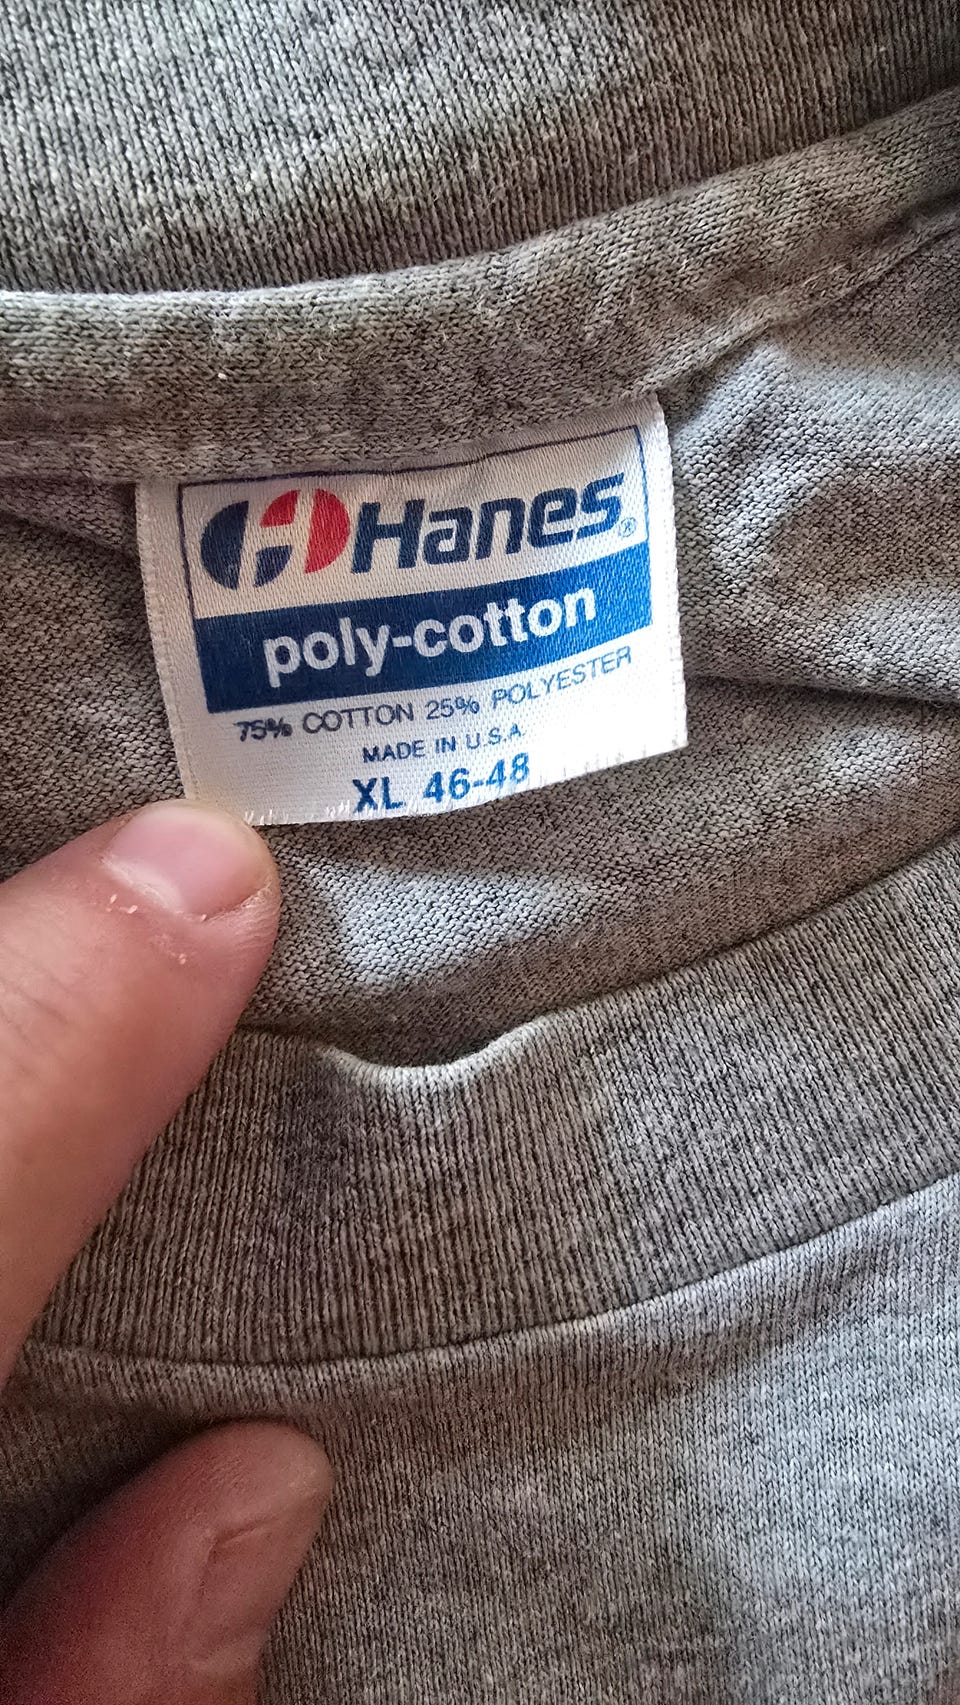 H Hanes®
poly-cotton
75% COTTON 25% POLYESTER
MADE IN U.S.A.
XL 46-48